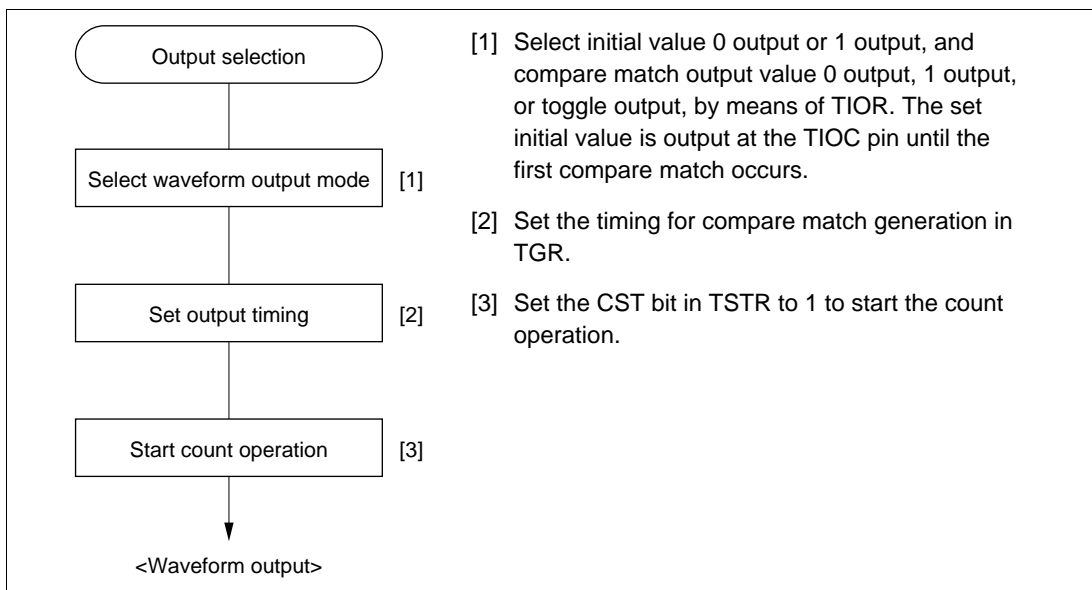 Output selection
Select waveform output mode [1]
Set output timing [2]
Start count operation [3]
<Waveform output>
[1] Select initial value 0 output or 1 output, and
compare match output value 0 output, 1 output,
or toggle output, by means of TIOR. The set
initial value is output at the TIOC pin until the
first compare match occurs.
[2] Set the timing for compare match generation in
TGR.
[3] Set the CST bit in TSTR to 1 to start the count
operation.